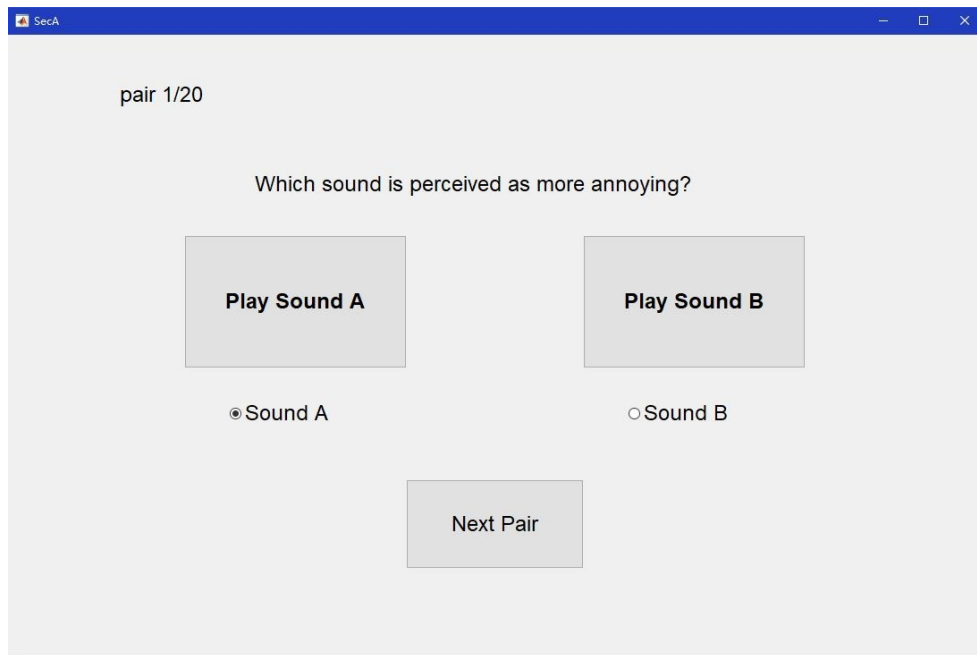 SecA
pair 1/20
Which sound is perceived as more annoying?
Play Sound A
Play Sound B
Sound A
Sound B
Next Pair